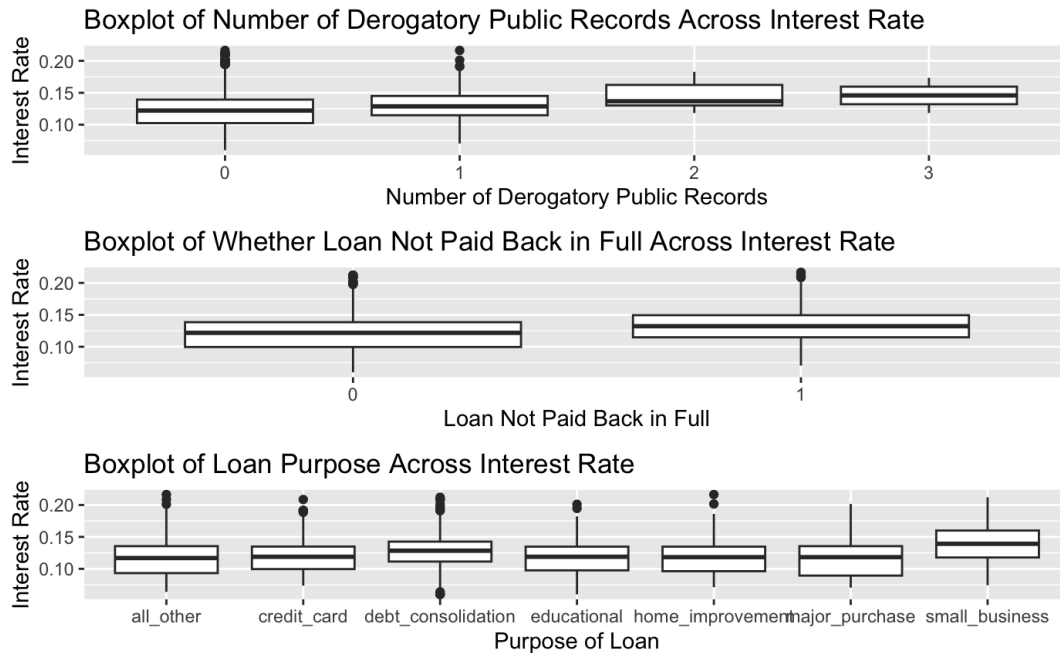 Boxplot of Number of Derogatory Public Records Across Interest Rate
Interest Rate
0.20
0.15
0.10
0 1 2 3
Number of Derogatory Public Records
Boxplot of Whether Loan Not Paid Back in Full Across Interest Rate
Interest Rate
0.20
0.15
0.10
0 1
Loan Not Paid Back in Full
Boxplot of Loan Purpose Across Interest Rate
Interest Rate
0.20
0.15
0.10
all_other credit_card debt_consolidation educational home_improvement major_purchase small_business
Purpose of Loan